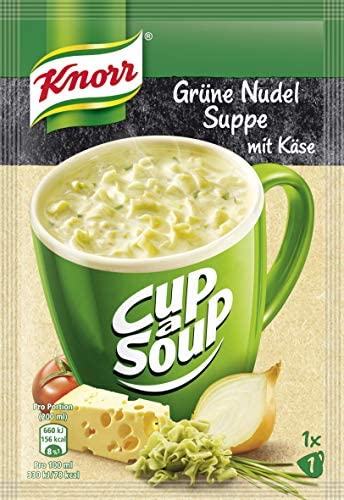 Knorr®
Grüne Nudel
Suppe
mit Käse
Cup
a
Soup
Pro Portion
(200 ml)
660 kJ
156 kcal
8%
Pro 100 ml
330 kJ/78 kcal
1x
1